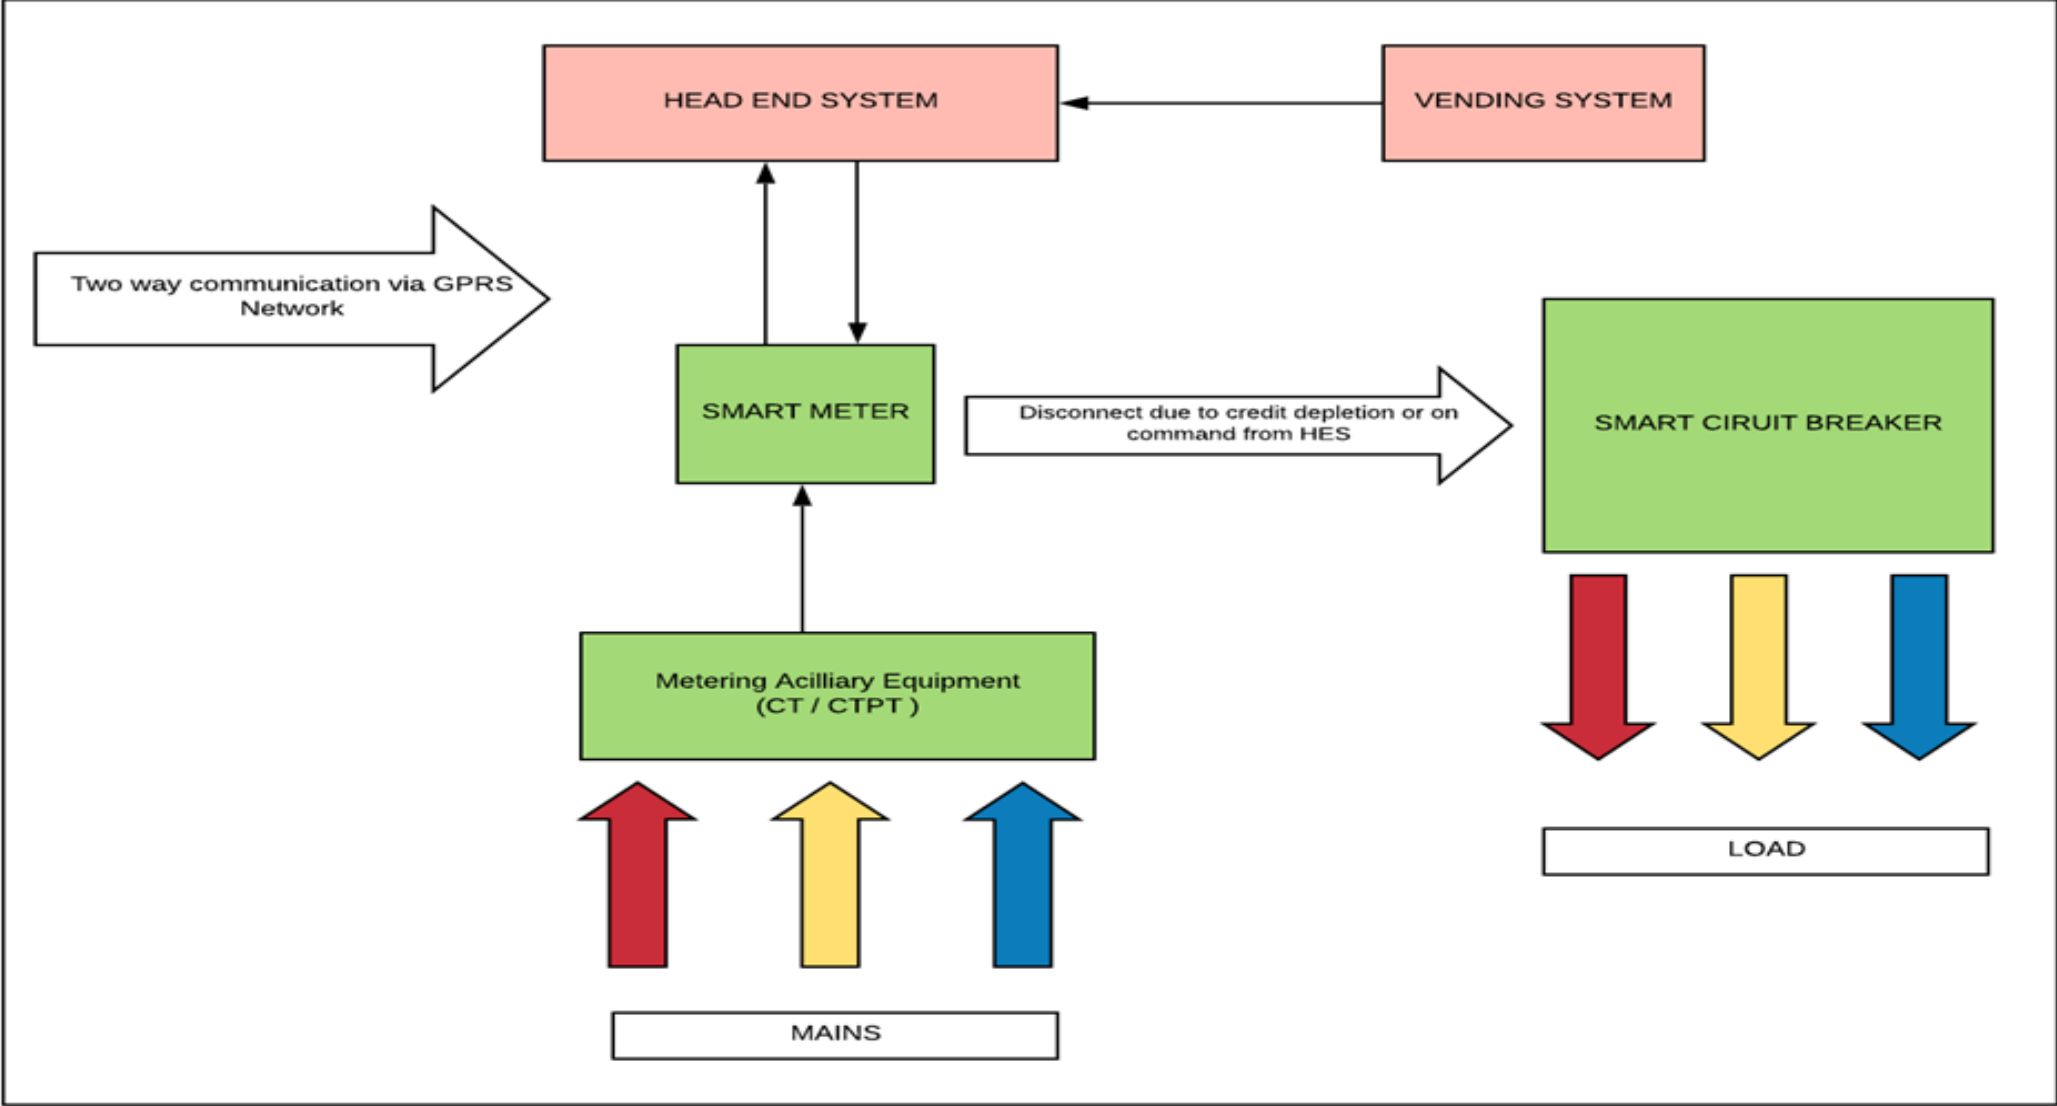 HEAD END SYSTEM
VENDING SYSTEM
Two way communication via GPRS
Network
SMART METER
Disconnect due to credit depletion or on
command from HES
SMART CIRUIT BREAKER
Metering Acilliary Equipment
(CT / CTPT )
LOAD
MAINS